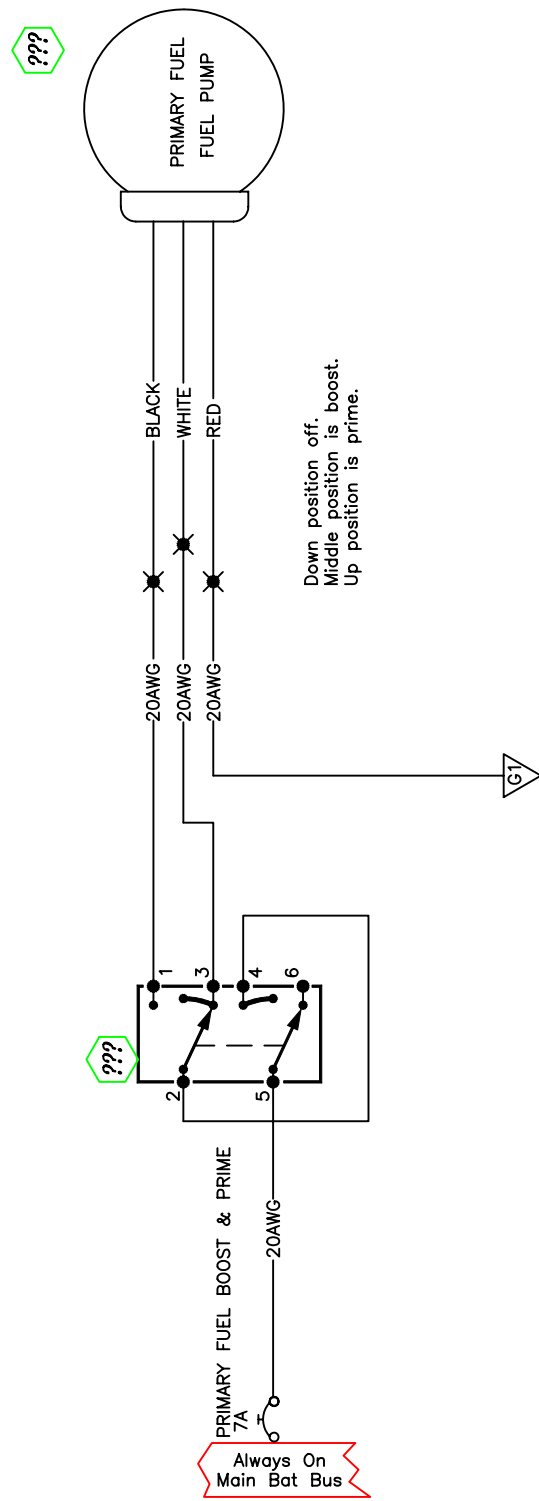 ???
PRIMARY FUEL
FUEL PUMP
BLACK
WHITE
RED
Down position off.
Middle position is boost.
Up position is prime.
20AWG
20AWG
20AWG
G1
???
1
3
4
6
2
5
PRIMARY FUEL BOOST & PRIME
7A
20AWG
Always On
Main Bat Bus